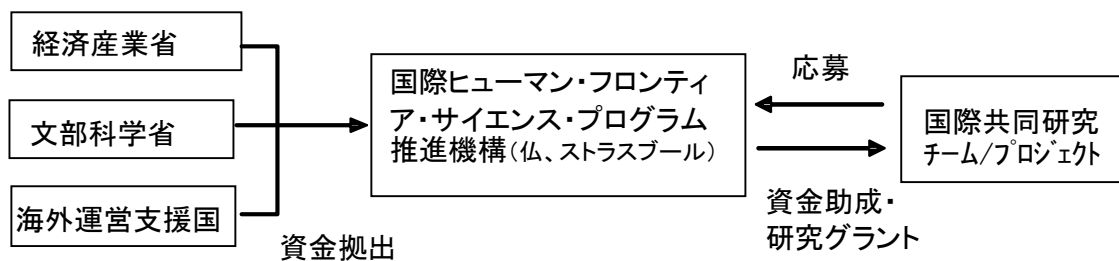 経済産業省
文部科学省
海外運営支援国
資金拠出
国際ヒューマン・フロンティ
ア・サイエンス・プログラム
推進機構(仏、ストラスブール)
応募
資金助成・
研究グラント
国際共同研究
チーム/プロジェクト